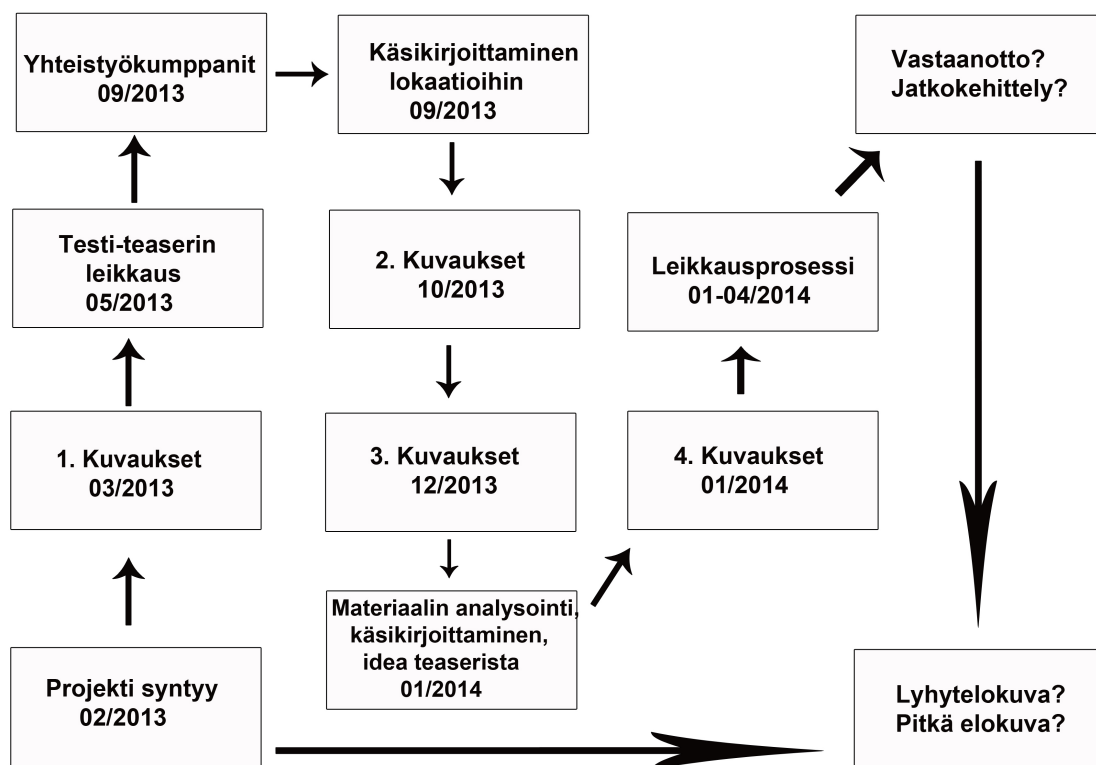 Projekti syntyy
02/2013
1. Kuvaukset
03/2013
Testi-teaserin
leikkaus
05/2013
Yhteistyökumppanit
09/2013
Käsikirjoittaminen
lokaatioihin
09/2013
2. Kuvaukset
10/2013
3. Kuvaukset
12/2013
Materiaalin analysointi,
käsikirjoittaminen,
idea teaserista
01/2014
4. Kuvaukset
01/2014
Leikkausprosessi
01-04/2014
Vastaanotto?
Jatkokehittely?
Lyhytelokuva?
Pitkä elokuva?